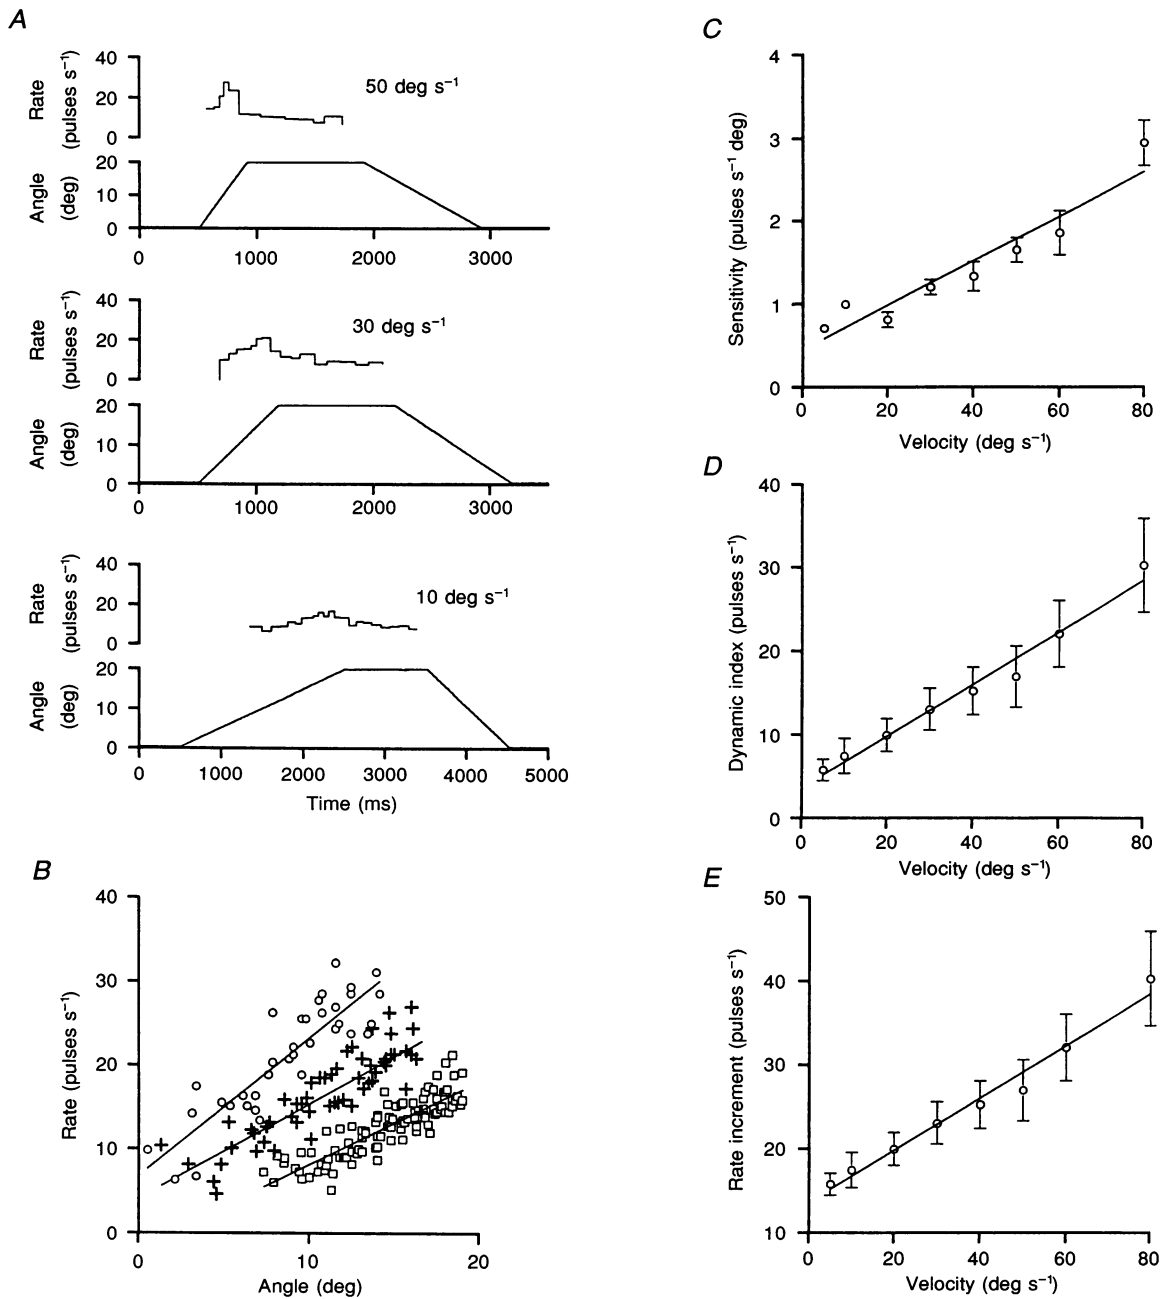 A
Rate
(pulses s⁻¹)
40
20
0
50 deg s⁻¹
Angle
(deg)
20
10
0
0 1000 2000 3000
Rate
(pulses s⁻¹)
40
20
0
30 deg s⁻¹
Angle
(deg)
20
10
0
0 1000 2000 3000
Rate
(pulses s⁻¹)
40
20
0
10 deg s⁻¹
Angle
(deg)
20
10
0
0 1000 2000 3000 4000 5000
Time (ms)
B
Rate (pulses s⁻¹)
40
30
20
10
0
0 10 20
Angle (deg)
C
Sensitivity (pulses s⁻¹ deg)
4
3
2
1
0
0 20 40 60 80
Velocity (deg s⁻¹)
D
Dynamic index (pulses s⁻¹)
40
30
20
10
0
0 20 40 60 80
Velocity (deg s⁻¹)
E
Rate increment (pulses s⁻¹)
50
40
30
20
10
0 20 40 60 80
Velocity (deg s⁻¹)